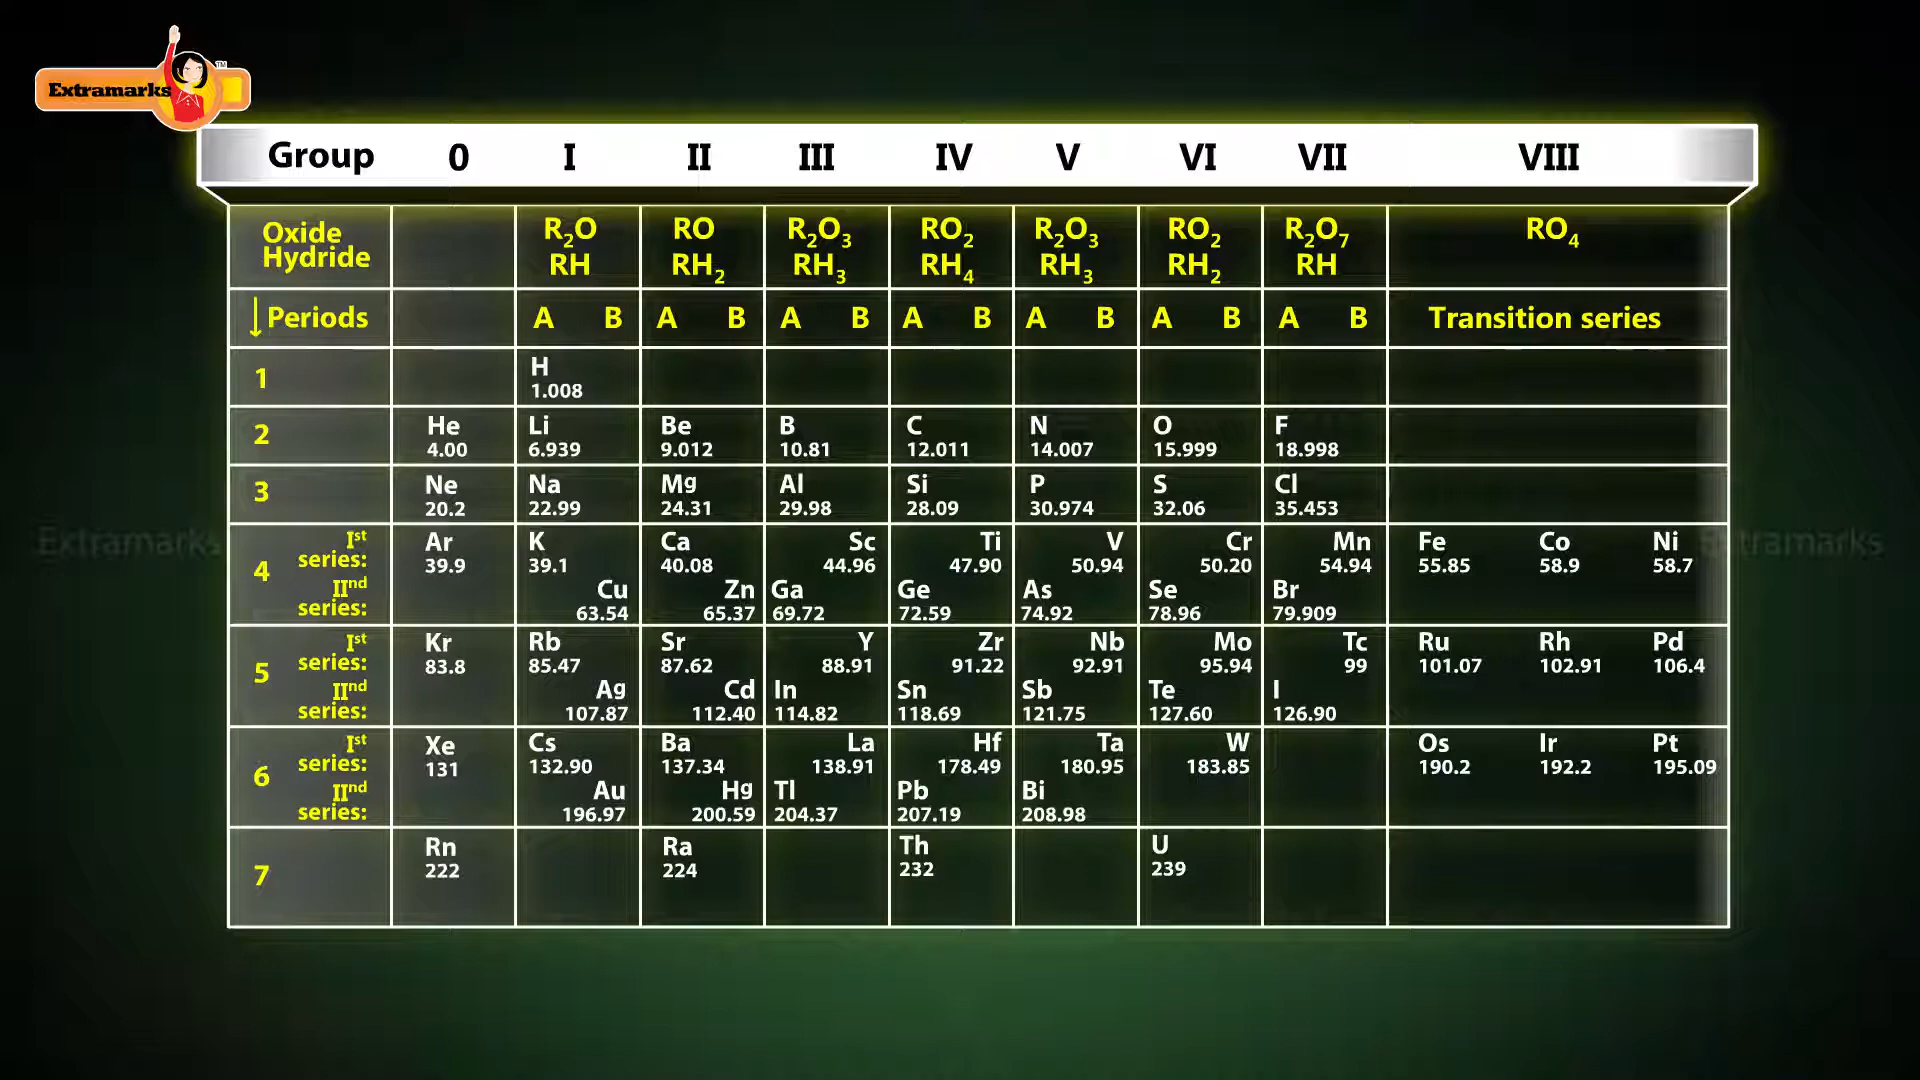 Extramarks TM
Group 0 I II III IV V VI VII VIII
Oxide R₂O RO R₂O₃ RO₂ R₂O₃ RO₂ R₂O₇ RO₄
Hydride RH RH₂ RH₃ RH₄ RH₃ RH₂ RH
↓ Periods A B A B A B A B A B A B A B Transition series
1 H
1.008
2 He Li Be B C N O F
4.00 6.939 9.012 10.81 12.011 14.007 15.999 18.998
3 Ne Na Mg Al Si P S Cl
20.2 22.99 24.31 29.98 28.09 30.974 32.06 35.453
4 Iˢᵗ series: Ar K Ca Sc Ti V Cr Mn Fe Co Ni
39.9 39.1 40.08 44.96 47.90 50.94 50.20 54.94 55.85 58.9 58.7
IIⁿᵈ series: Cu Zn Ga Ge As Se Br
63.54 65.37 69.72 72.59 74.92 78.96 79.909
5 Iˢᵗ series: Kr Rb Sr Y Zr Nb Mo Tc Ru Rh Pd
83.8 85.47 87.62 88.91 91.22 92.91 95.94 99 101.07 102.91 106.4
IIⁿᵈ series: Ag Cd In Sn Sb Te I
107.87 112.40 114.82 118.69 121.75 127.60 126.90
6 Iˢᵗ series: Xe Cs Ba La Hf Ta W Os Ir Pt
131 132.90 137.34 138.91 178.49 180.95 183.85 190.2 192.2 195.09
IIⁿᵈ series: Au Hg Tl Pb Bi
196.97 200.59 204.37 207.19 208.98
7 Rn Ra Th U
222 224 232 239
Extramarks
Extramarks